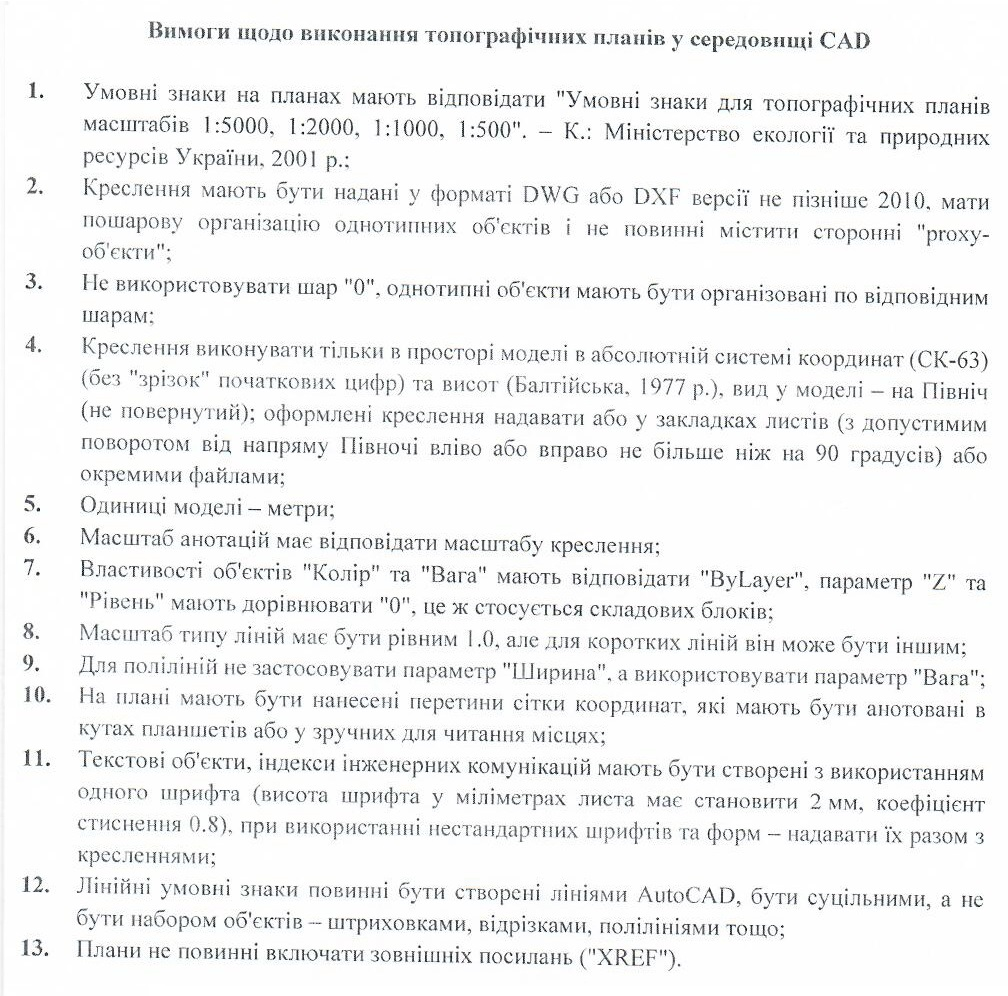 Вимоги щодо виконання топографічних планів у середовищі CAD
1. Умовні знаки на планах мають відповідати "Умовні знаки для топографічних планів
масштабів 1:5000, 1:2000, 1:1000, 1:500". – К.: Міністерство екології та природних
ресурсів України, 2001 р.;
2. Креслення мають бути надані у форматі DWG або DXF версії не пізніше 2010, мати
пошарову організацію однотипних об'єктів і не повинні містити сторонні "proxy-
об'єкти";
3. Не використовувати шар "0", однотипні об'єкти мають бути організовані по відповідним
шарам;
4. Креслення виконувати тільки в просторі моделі в абсолютній системі координат (СК-63)
(без "зрізок" початкових цифр) та висот (Балтійська, 1977 р.), вид у моделі – на Північ
(не повернутий); оформлені креслення надавати або у закладках листів (з допустимим
поворотом від напряму Півночі вліво або вправо не більше ніж на 90 градусів) або
окремими файлами;
5. Одиниці моделі – метри;
6. Масштаб анотацій має відповідати масштабу креслення;
7. Властивості об'єктів "Колір" та "Вага" мають відповідати "ByLayer", параметр "Z" та
"Рівень" мають дорівнювати "0", це ж стосується складових блоків;
8. Масштаб типу ліній має бути рівним 1.0, але для коротких ліній він може бути іншим;
9. Для поліліній не застосовувати параметр "Ширина", а використовувати параметр "Вага";
10. На плані мають бути нанесені перетини сітки координат, які мають бути анотовані в
кутах планшетів або у зручних для читання місцях;
11. Текстові об'єкти, індекси інженерних комунікацій мають бути створені з використанням
одного шрифта (висота шрифта у міліметрах листа має становити 2 мм, коефіцієнт
стиснення 0.8), при використанні нестандартних шрифтів та форм – надавати їх разом з
кресленнями;
12. Лінійні умовні знаки повинні бути створені лініями AutoCAD, бути суцільними, а не
бути набором об'єктів – штриховками, відрізками, полілініями тощо;
13. Плани не повинні включати зовнішніх посилань ("XREF").